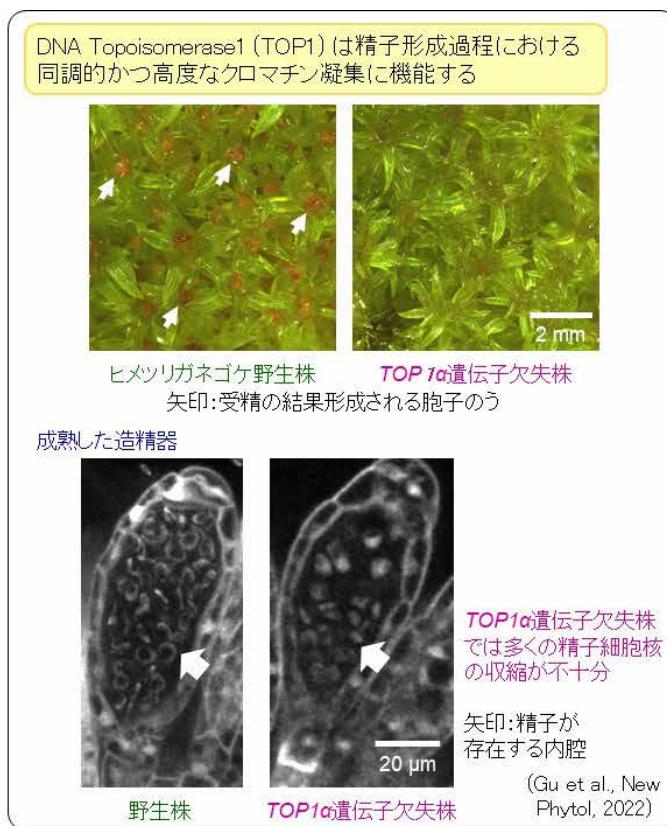 DNA Topoisomerase1 (TOP1) は精子形成過程における
同調的かつ高度なクロマチン凝集に機能する
2 mm
ヒメツリガネゴケ野生株
TOP 1α遺伝子欠失株
矢印:受精の結果形成される胞子のう
成熟した造精器
TOP1α遺伝子欠失株
では多くの精子細胞核
の収縮が不十分
矢印:精子が
存在する内腔
20 μm
野生株
TOP1α遺伝子欠失株
(Gu et al., New
Phytol, 2022)